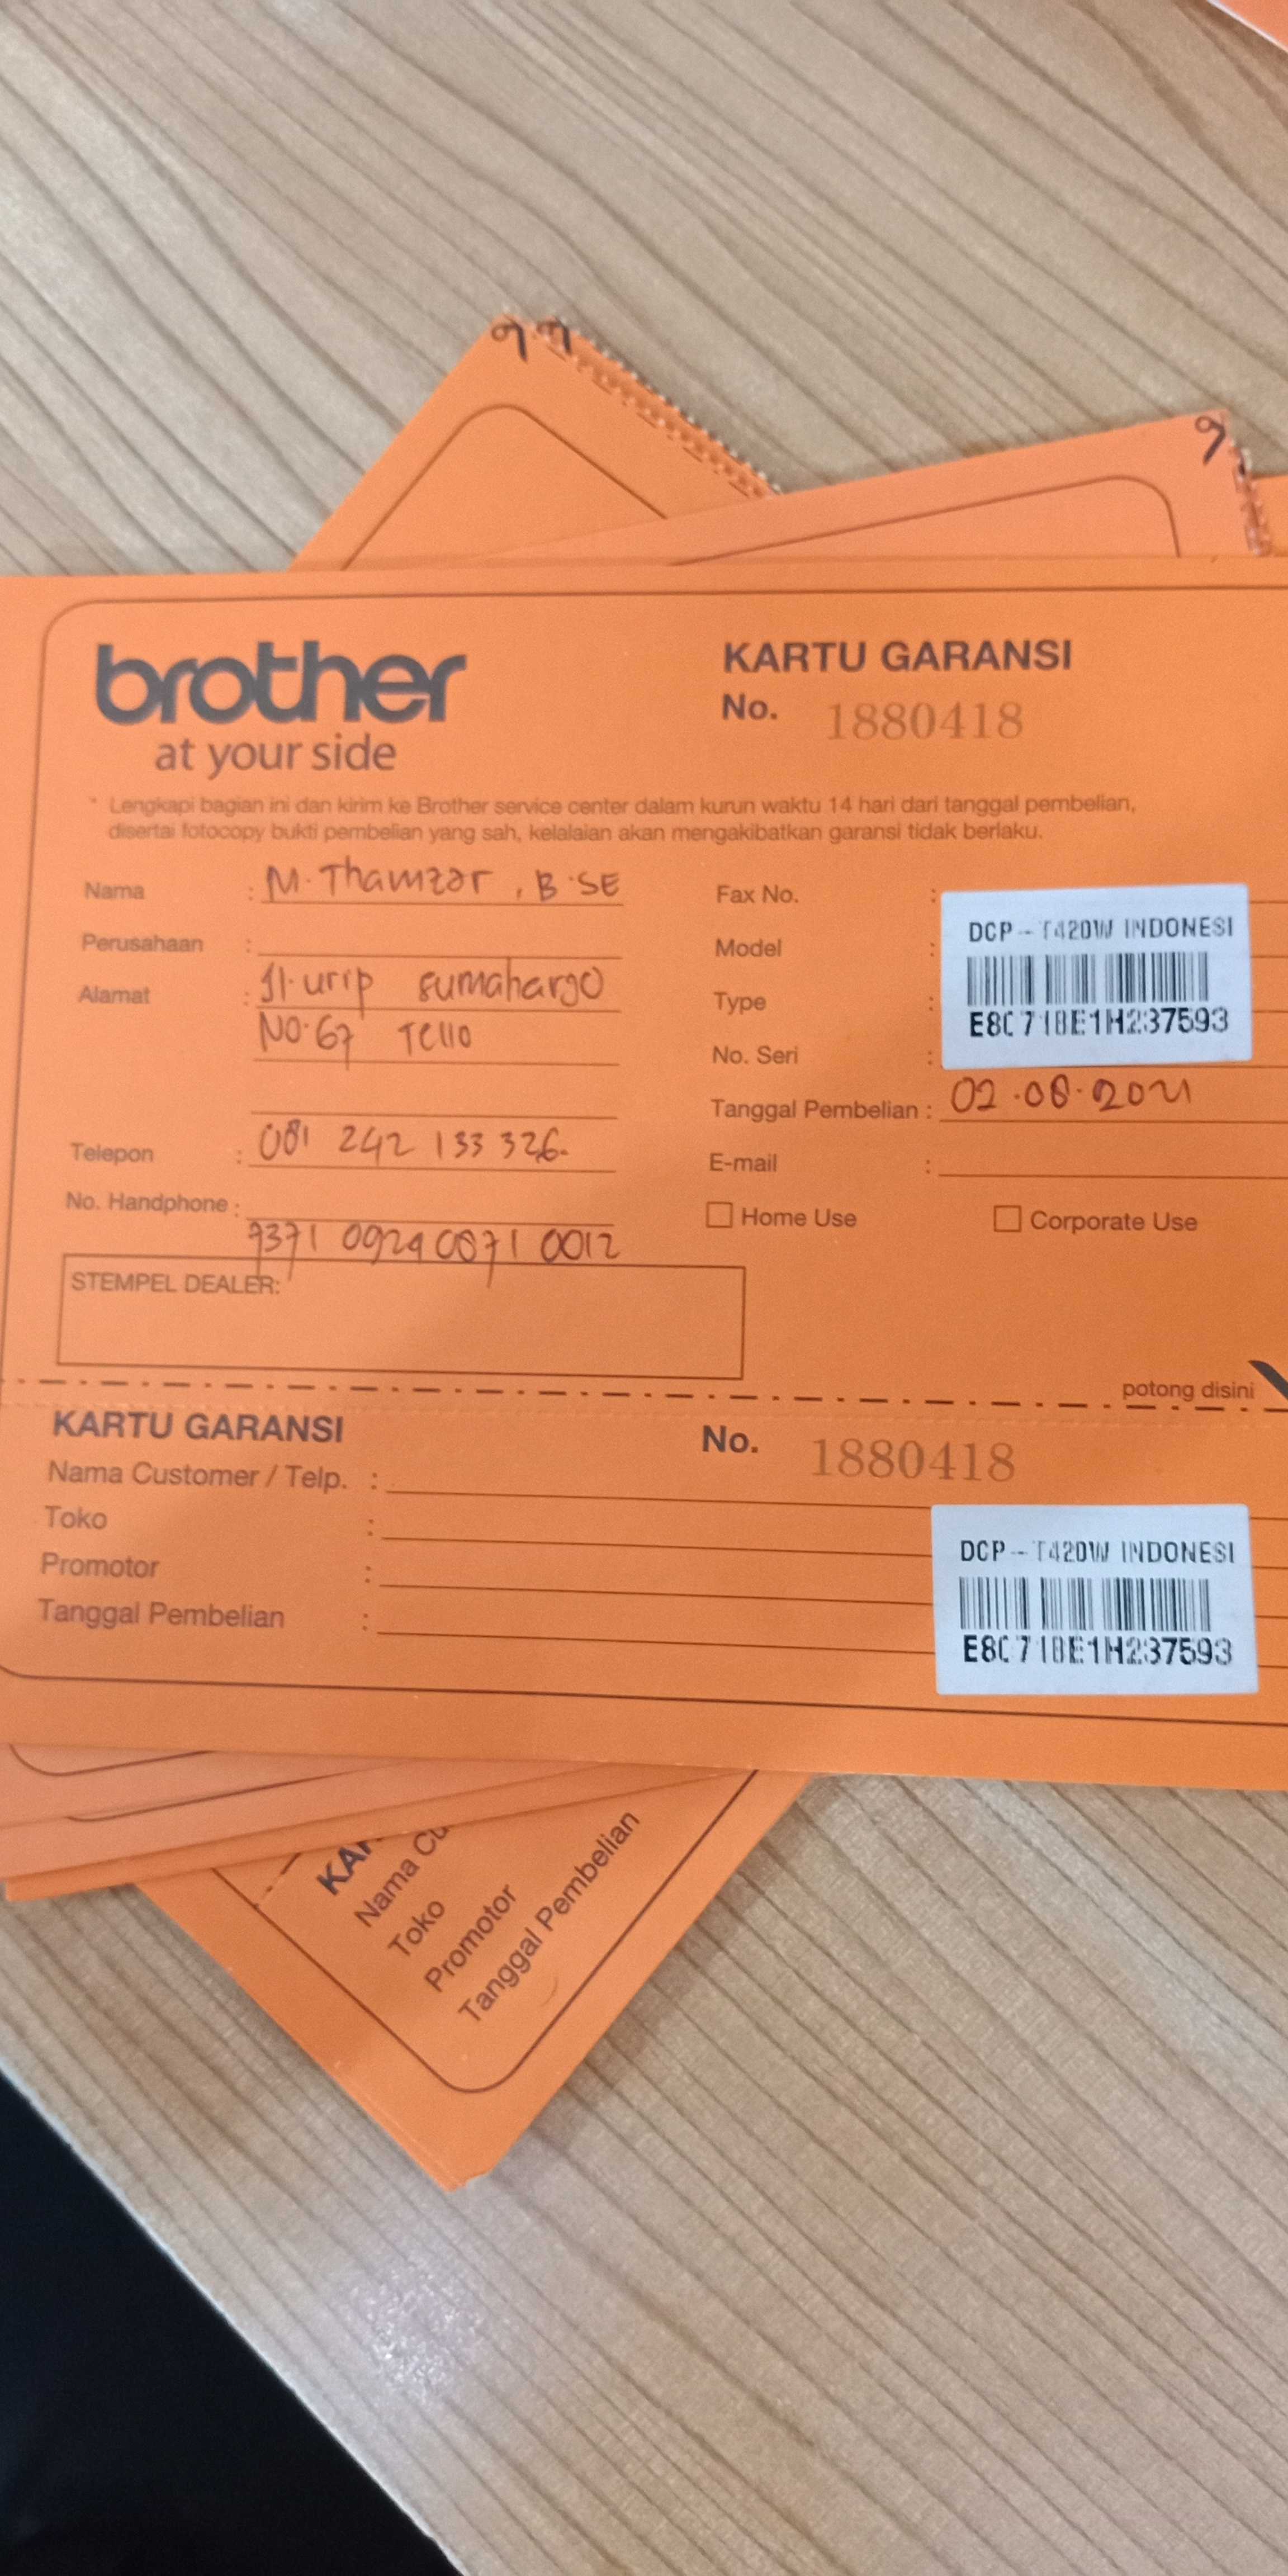 brother
at your side
KARTU GARANSI
No. 1880418
* Lengkapi bagian ini dan kirim ke Brother service center dalam kurun waktu 14 hari dari tanggal pembelian,
disertai fotocopy bukti pembelian yang sah, kelalaian akan mengakibatkan garansi tidak berlaku.
Nama : M. Thamzar, B.SE
Perusahaan :
Alamat : Jl. urip sumahargo
No. 67 Tello
Telepon : 081 242 133 326.
No. Handphone :
7371 0924 0871 0012
STEMPEL DEALER:
Fax No. :
Model :
Type :
No. Seri :
DCP-T420W INDONESI
E8C71BE1H237593
Tanggal Pembelian : 02.08.2021
E-mail :
Home Use
Corporate Use
potong disini
KARTU GARANSI
No. 1880418
Nama Customer / Telp. :
Toko :
Promotor :
Tanggal Pembelian :
DCP-T420W INDONESI
E8C71BE1H237593
Nama Cu
Toko
Promotor
Tanggal Pembelian